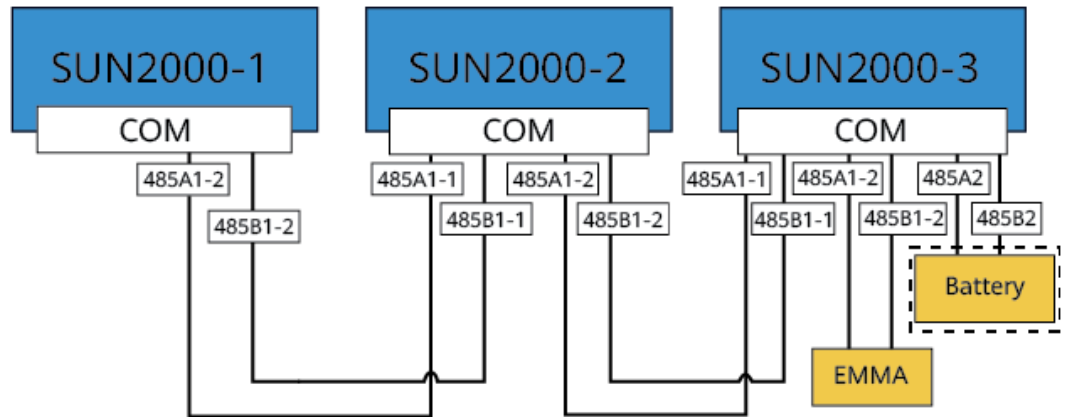 SUN2000-1
SUN2000-2
SUN2000-3
COM
COM
COM
485A1-2
485A1-1
485A1-2
485A1-1
485A1-2
485A2
485B1-2
485B1-1
485B1-2
485B1-1
485B1-2
485B2
Battery
EMMA